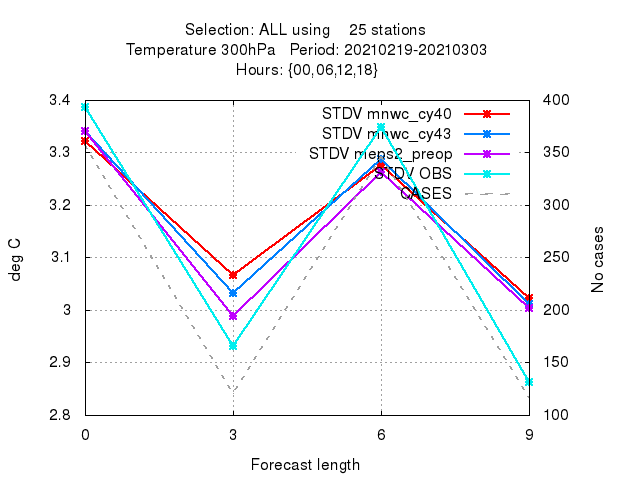 Selection: ALL using 25 stations
Temperature 300hPa Period: 20210219-20210303
Hours: {00,06,12,18}
3.4
3.3
3.2
3.1
3
2.9
2.8
400
350
300
250
200
150
100
STDV mnwc_cy40
STDV mnwc_cy43
STDV mens2_preop
STDV OBS
CASES
deg C
No cases
0 3 6 9
Forecast length